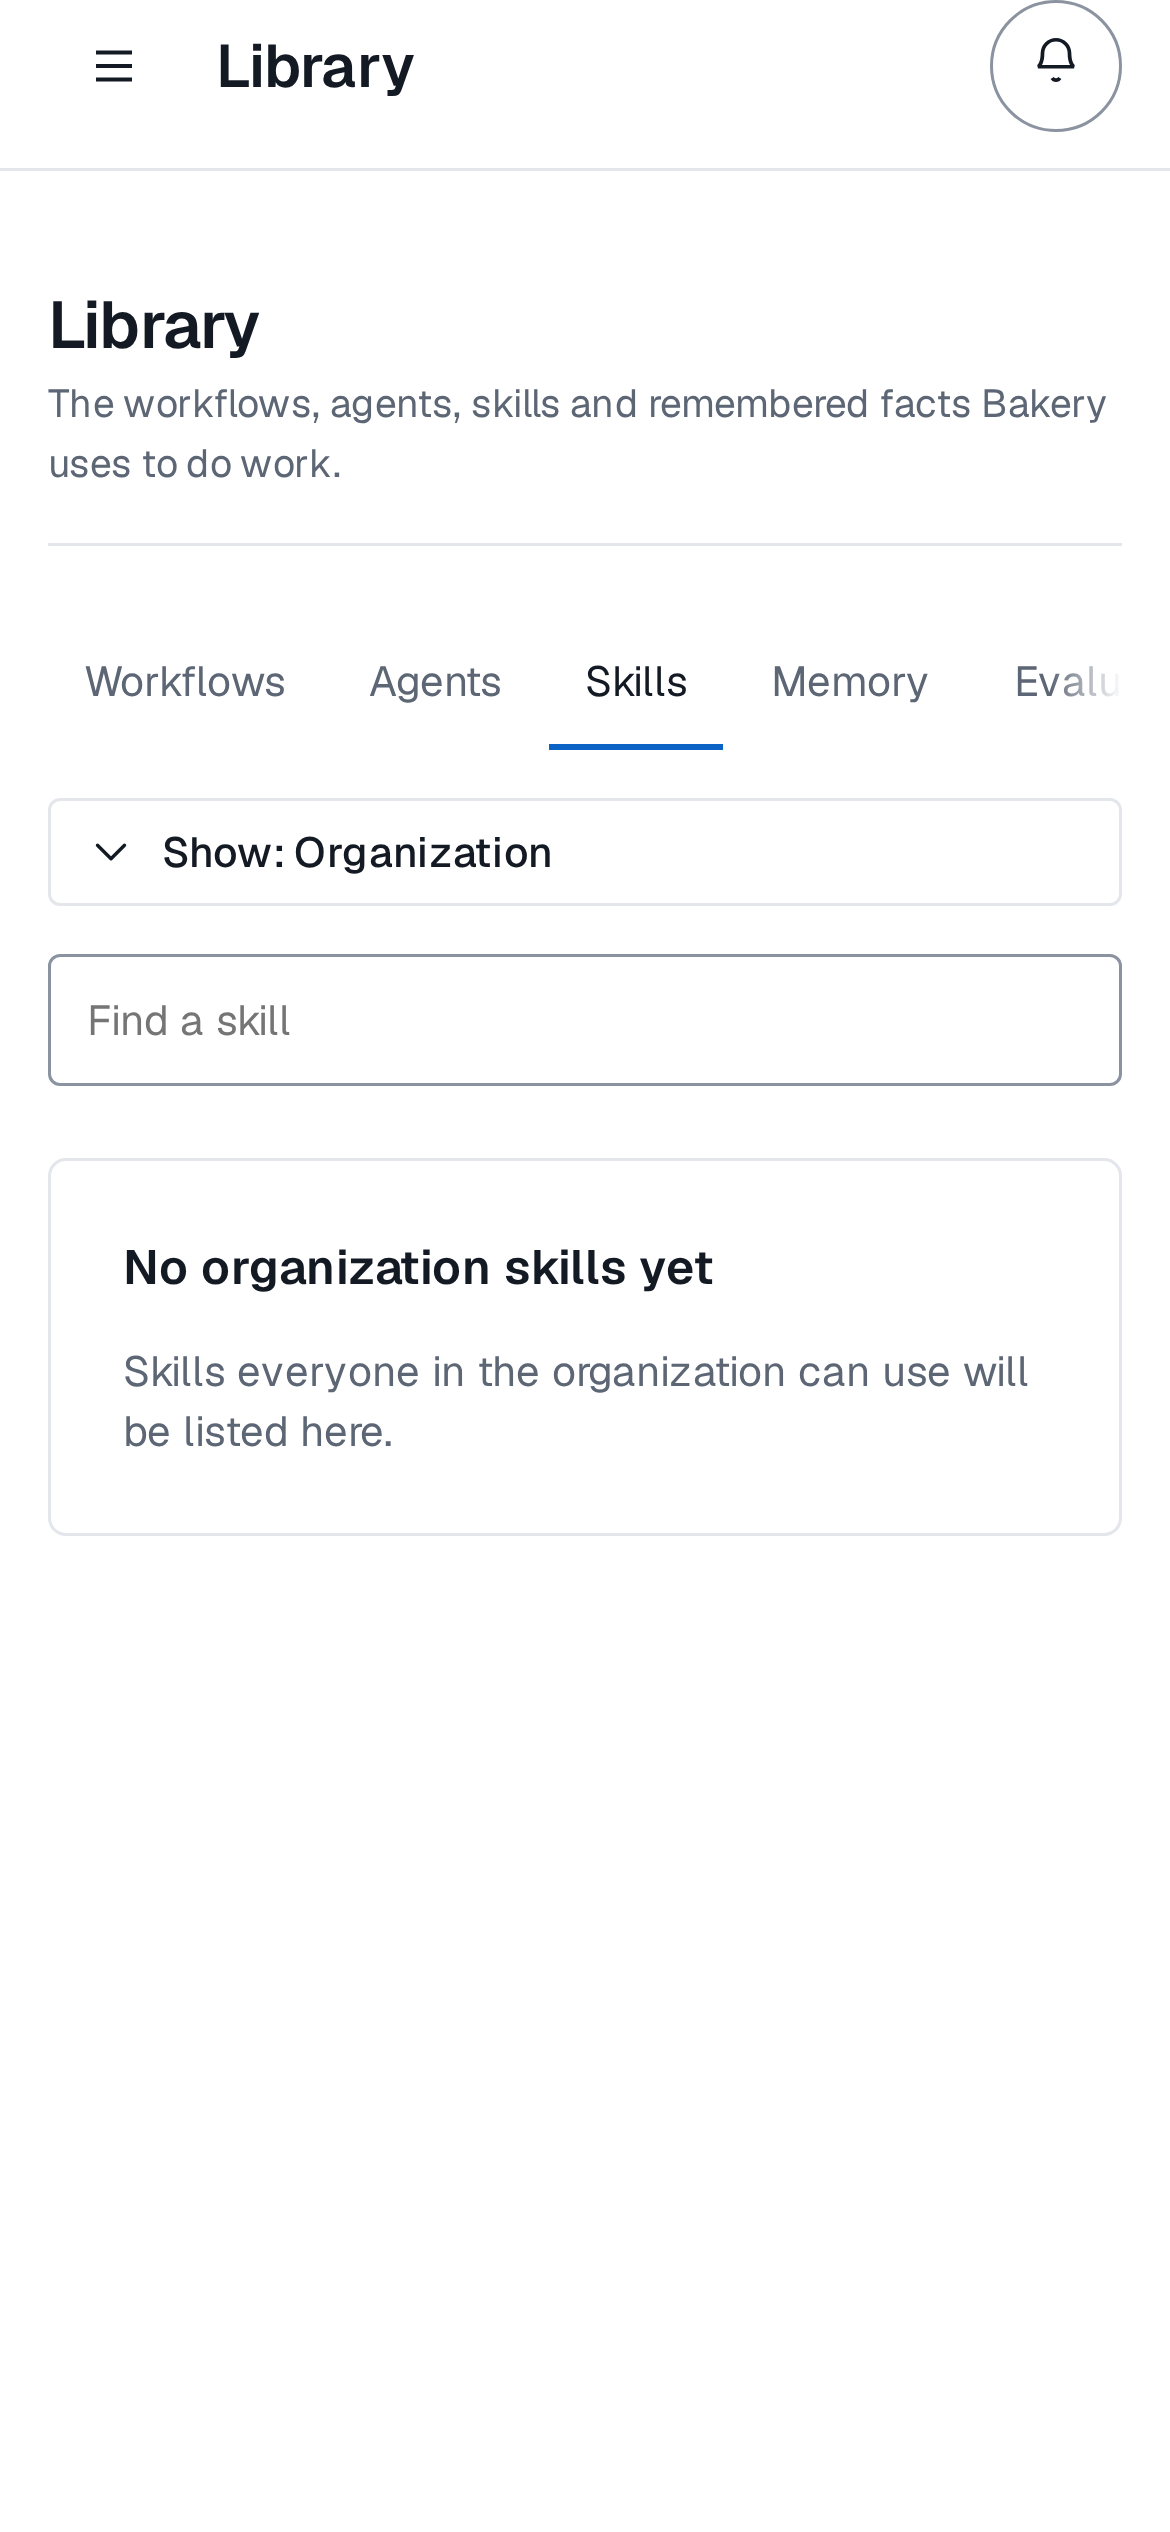 Library
Library
The workflows, agents, skills and remembered facts Bakery
uses to do work.
Workflows Agents Skills Memory Evalu
Show: Organization
Find a skill
No organization skills yet
Skills everyone in the organization can use will
be listed here.